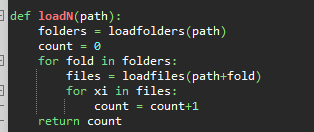 def loadN(path):
    folders = loadfolders(path)
    count = 0
    for fold in folders:
        files = loadfiles(path+fold)
        for xi in files:
            count = count+1
    return count